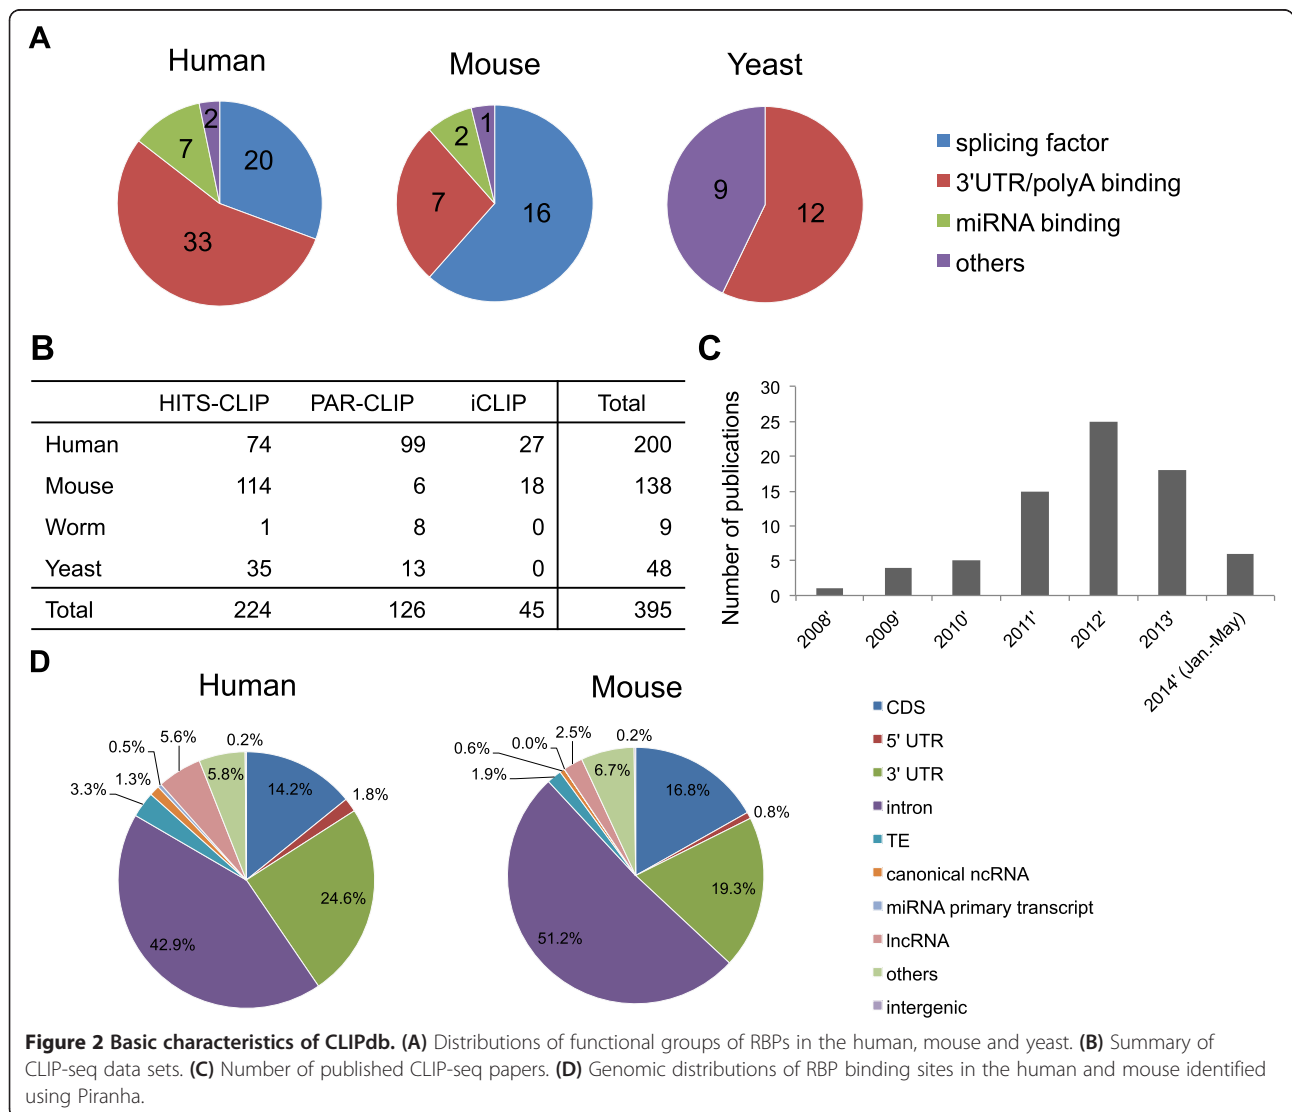 A
Human
20
33
7
2
Mouse
16
7
2
1
Yeast
12
9
splicing factor
3'UTR/polyA binding
miRNA binding
others
B
HITS-CLIP PAR-CLIP iCLIP Total
Human 74 99 27 200
Mouse 114 6 18 138
Worm 1 8 0 9
Yeast 35 13 0 48
Total 224 126 45 395
C
Number of publications
30
25
20
15
10
5
0
2008'
2009'
2010'
2011'
2012'
2013'
2014' (Jan.-May)
D
Human
14.2%
1.8%
24.6%
42.9%
3.3%
1.3%
0.5%
5.6%
5.8%
0.2%
Mouse
16.8%
0.8%
19.3%
51.2%
1.9%
0.6%
0.0%
2.5%
6.7%
0.2%
CDS
5' UTR
3' UTR
intron
TE
canonical ncRNA
miRNA primary transcript
lncRNA
others
intergenic
Figure 2 Basic characteristics of CLIPdb. (A) Distributions of functional groups of RBPs in the human, mouse and yeast. (B) Summary of
CLIP-seq data sets. (C) Number of published CLIP-seq papers. (D) Genomic distributions of RBP binding sites in the human and mouse identified
using Piranha.